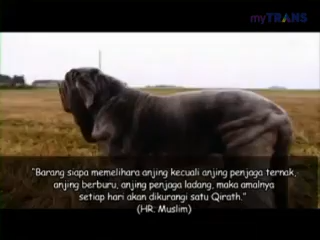 myTRANS
"Barang siapa memelihara anjing kecuali anjing penjaga ternak,
anjing berburu, anjing penjaga ladang, maka amalnya
setiap hari akan dikurangi satu Qirath."
(HR: Muslim)